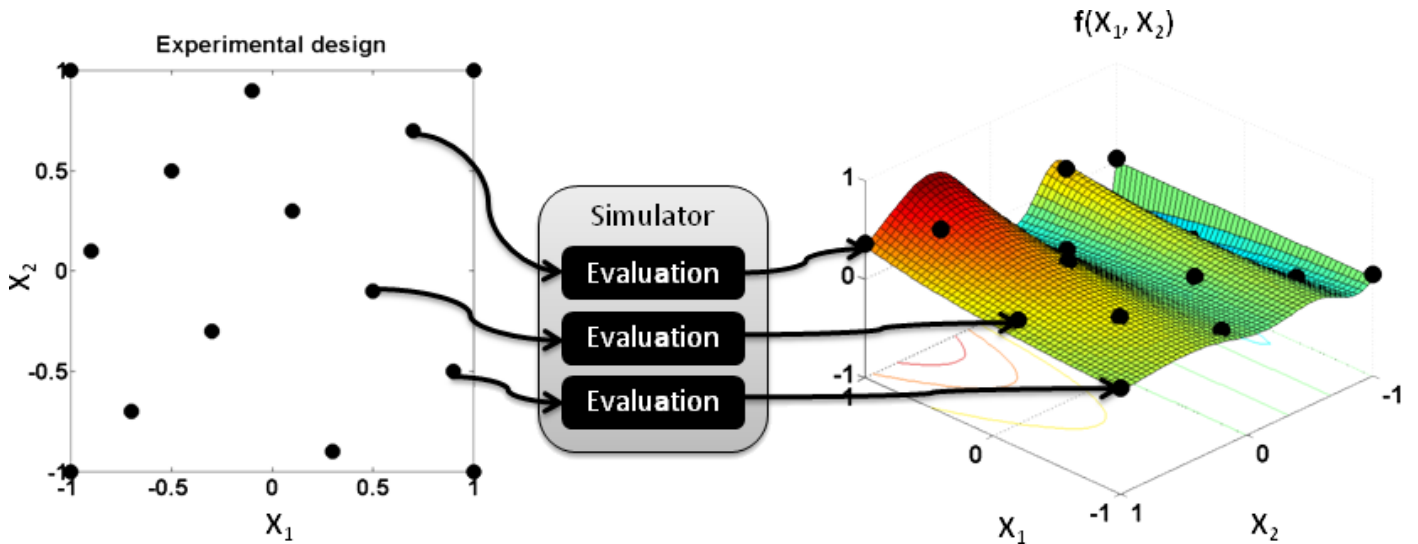 Experimental design
1
0.5
0
-0.5
-1
X₂
-1
-0.5
0
0.5
1
X₁
Simulator
Evaluation
Evaluation
Evaluation
f(X₁, X₂)
1
0
-1
1
0
-1
X₁
1
0
-1
X₂